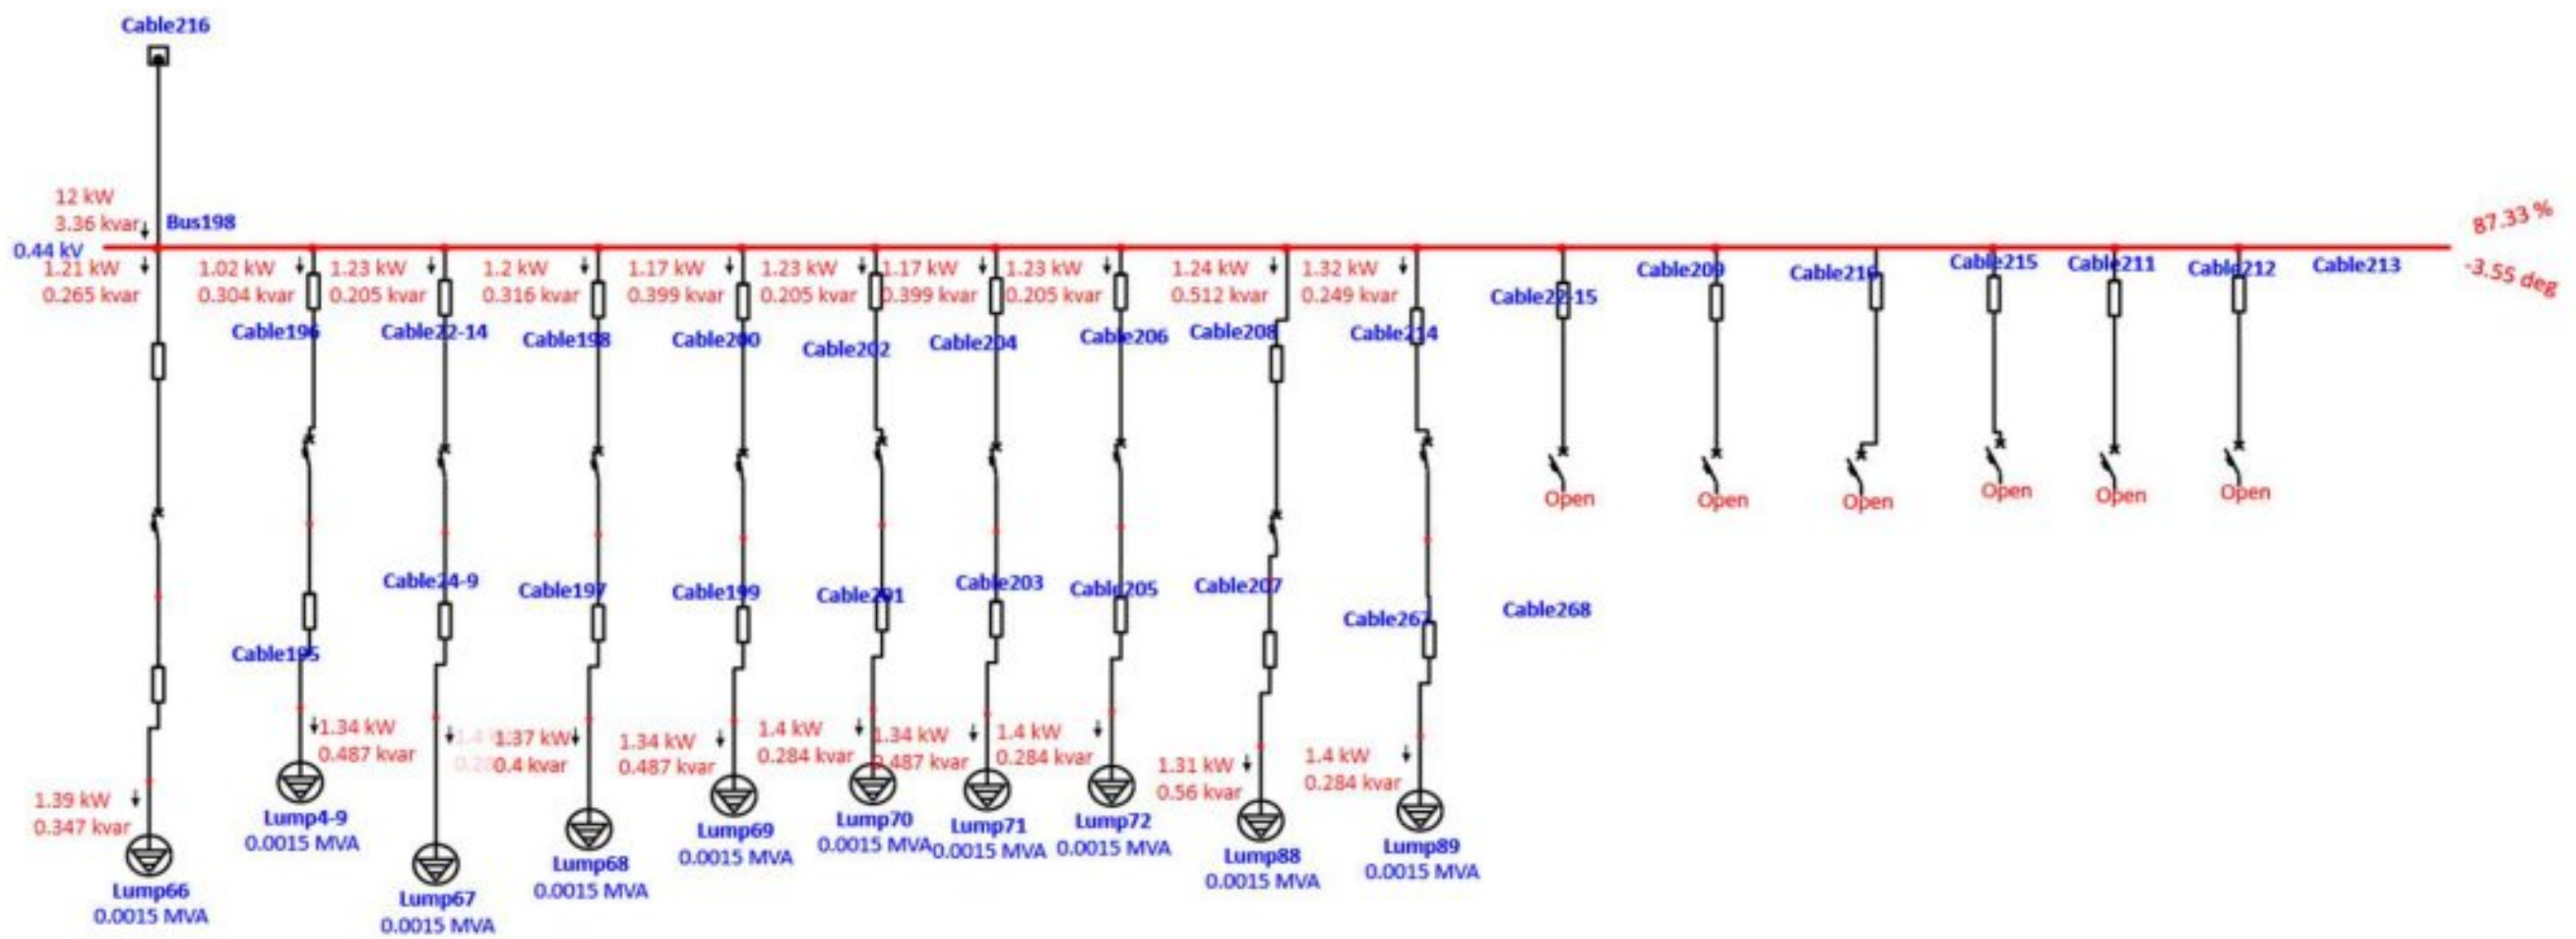 Cable216
12 kW
3.36 kvar
Bus198
0.44 kV
87.33 %
-3.55 deg
1.21 kW
0.265 kvar
1.02 kW
0.304 kvar
1.23 kW
0.205 kvar
1.2 kW
0.316 kvar
1.17 kW
0.399 kvar
1.23 kW
0.205 kvar
1.17 kW
0.399 kvar
1.23 kW
0.205 kvar
1.24 kW
0.512 kvar
1.32 kW
0.249 kvar
Cable196
Cable22-14
Cable198
Cable200
Cable202
Cable204
Cable206
Cable208
Cable214
Cable22-15
Cable209
Cable210
Cable215
Cable211
Cable212
Cable213
Open
Open
Open
Open
Open
Open
Cable195
Cable24-9
Cable197
Cable199
Cable201
Cable203
Cable205
Cable207
Cable267
Cable268
1.39 kW
0.347 kvar
1.34 kW
0.487 kvar
1.37 kW
0.4 kvar
1.34 kW
0.487 kvar
1.4 kW
0.284 kvar
1.34 kW
0.487 kvar
1.4 kW
0.284 kvar
1.31 kW
0.56 kvar
1.4 kW
0.284 kvar
Lump66
0.0015 MVA
Lump4-9
0.0015 MVA
Lump67
0.0015 MVA
Lump68
0.0015 MVA
Lump69
0.0015 MVA
Lump70
0.0015 MVA
Lump71
0.0015 MVA
Lump72
0.0015 MVA
Lump88
0.0015 MVA
Lump89
0.0015 MVA